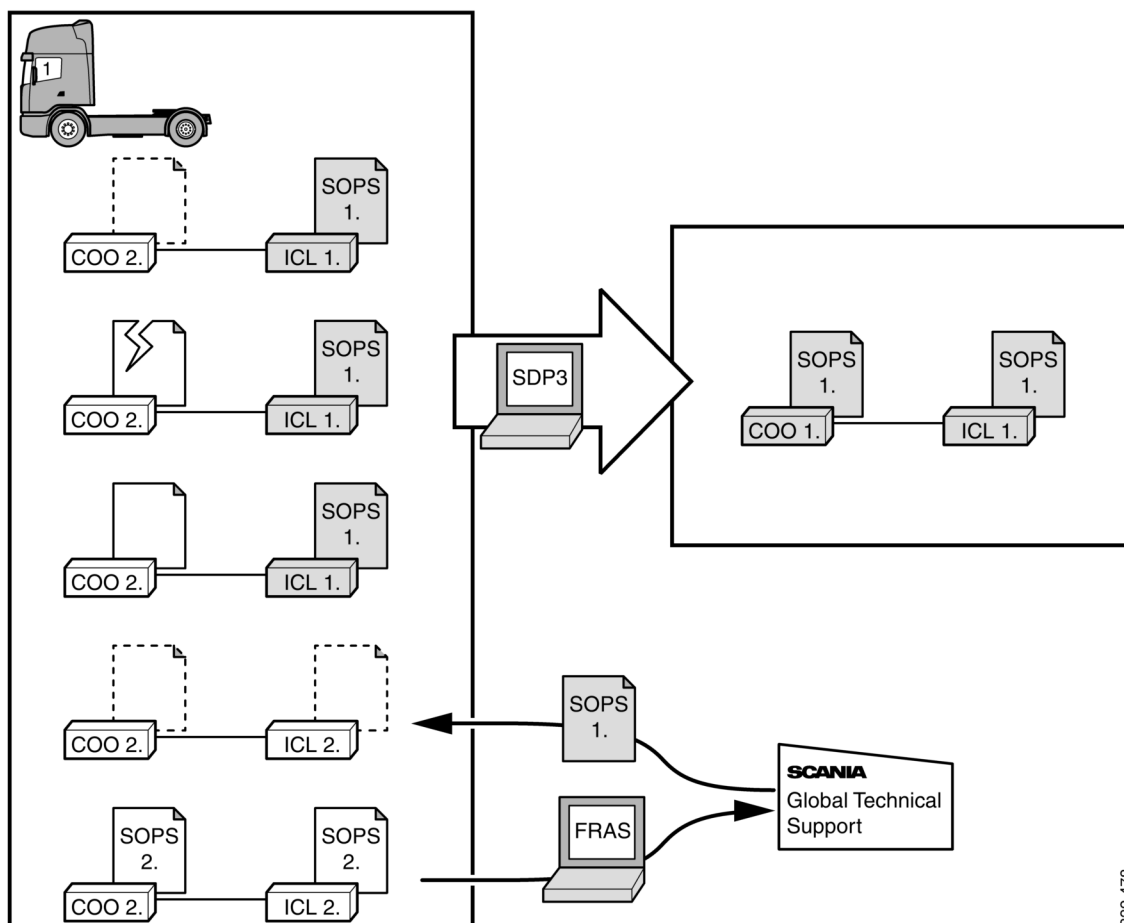 1
SOPS
1.
COO 2.
ICL 1.
SOPS
1.
COO 2.
ICL 1.
SDP3
SOPS
1.
SOPS
1.
COO 1.
ICL 1.
SOPS
1.
COO 2.
ICL 1.
COO 2.
ICL 2.
SOPS
1.
SCANIA
Global Technical
Support
FRAS
SOPS
2.
SOPS
2.
COO 2.
ICL 2.